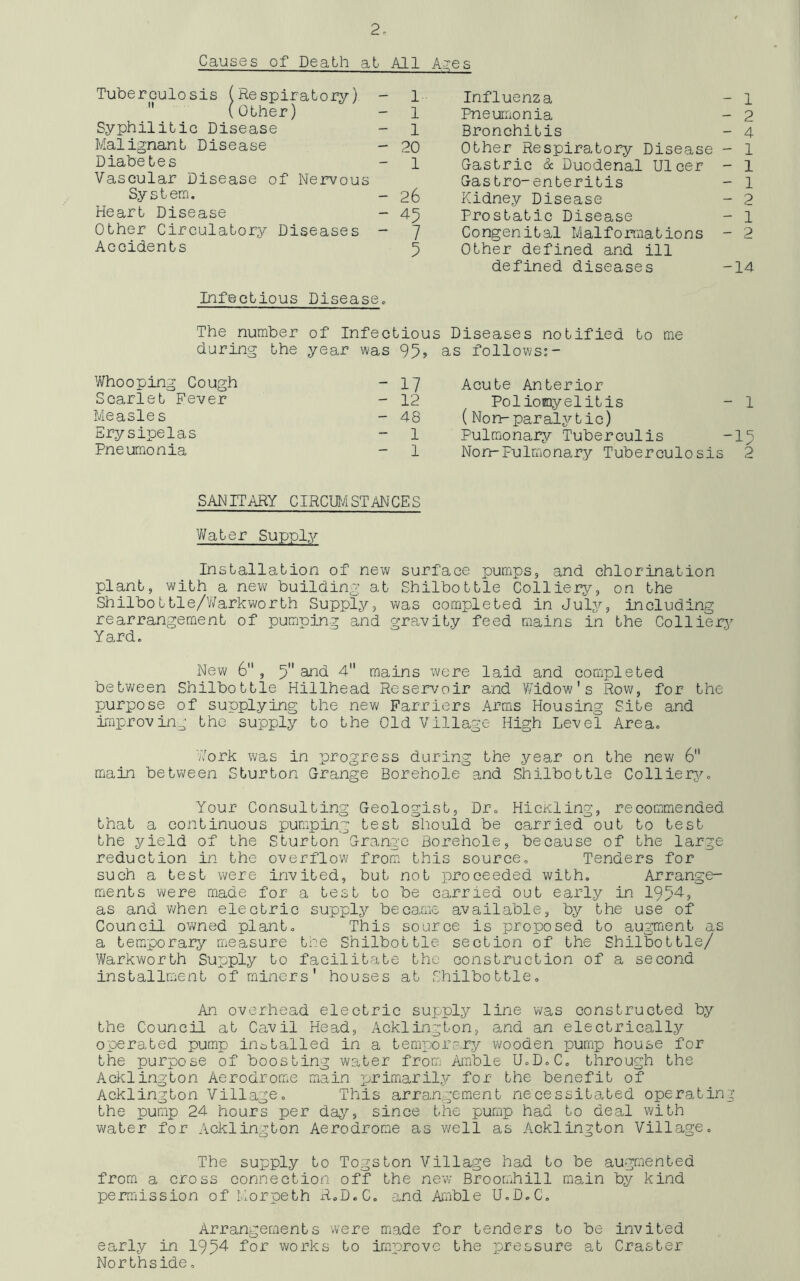 2.
Causes of Death at All Ages
Tuberculosis (Respiratory) - 1
" (Other) - 1
Syphilitic Disease - 1
Malignant Disease - 20
Diabetes - 1
Vascular Disease of Nervous
System. - 26
Heart Disease - 45
Other Circulatory Diseases - 7
Accidents 5
Influenza - 1
Pneumonia - 2
Bronchitis - 4
Other Respiratory Disease - 1
Gastric & Duodenal Ulcer - 1
Gastro-enteritis - 1
Kidney Disease - 2
Prostatic Disease - 1
Congenital Malformations - 2
Other defined and ill
defined diseases -14
Infectious Disease.
The number of Infectious Diseases notified to me
during the year was 95, as follows:-
Whooping Cough - 17
Scarlet Fever - 12
Measles - 48
Erysipelas - 1
Pneumonia - 1
Acute Anterior
Poliomyelitis - 1
(Non-paralytic)
Pulmonary Tuberculis -15
Non-Pulmonary Tuberculosis 2
SANITARY CIRCUMSTANCES
Water Supply
Installation of new surface pumps, and chlorination
plant, with a new building at Shilbottle Colliery, on the
Shilbottle/Warkworth Supply, was completed in July, including
rearrangement of pumping and gravity feed mains in the Colliery
Yard.
New 6", 5" and 4" mains were laid and completed
between Shilbottle Hillhead Reservoir and Widow's Row, for the
purpose of supplying the new Farriers Arms Housing Site and
improving the supply to the Old Village High Level Area.
Work was in progress during the year on the new 6"
main between Sturton Grange Borehole and Shilbottle Colliery.
Your Consulting Geologist, Dr. Hickling, recommended
that a continuous pumping test should be carried out to test
the yield of the Sturton Grange Borehole, because of the large
reduction in the overflow from this source. Tenders for
such a test were invited, but not proceeded with. Arrange-
ments were made for a test to be carried out early in 1954,
as and when electric supply became available, by the use of
Council owned plant. This source is proposed to augment as
a temporary measure the Shilbottle section of the Shilbottle/
Warkworth Supply to facilitate the construction of a second
installment of miners' houses at Shilbottle.
An overhead electric supply line was constructed by
the Council at Cavil Head, Acklington, and an electrically
operated pump installed in a temporary wooden pump house for
the purpose of boosting water from Amble U.D.C. through the
Acklington Aerodrome main primarily for the benefit of
Acklington Village. This arrangement necessitated operating
the pump 24 hours per day, since the pump had to deal with
water for Acklington Aerodrome as well as Acklington Village.
The supply to Togston Village had to be augmented
from a cross connection off the new Broomhill main by kind
permission of Morpeth R.D.C. and Amble U.D.C.
Arrangements were made for tenders to be invited
early in 1954 for works to improve the pressure at Craster
Northside.